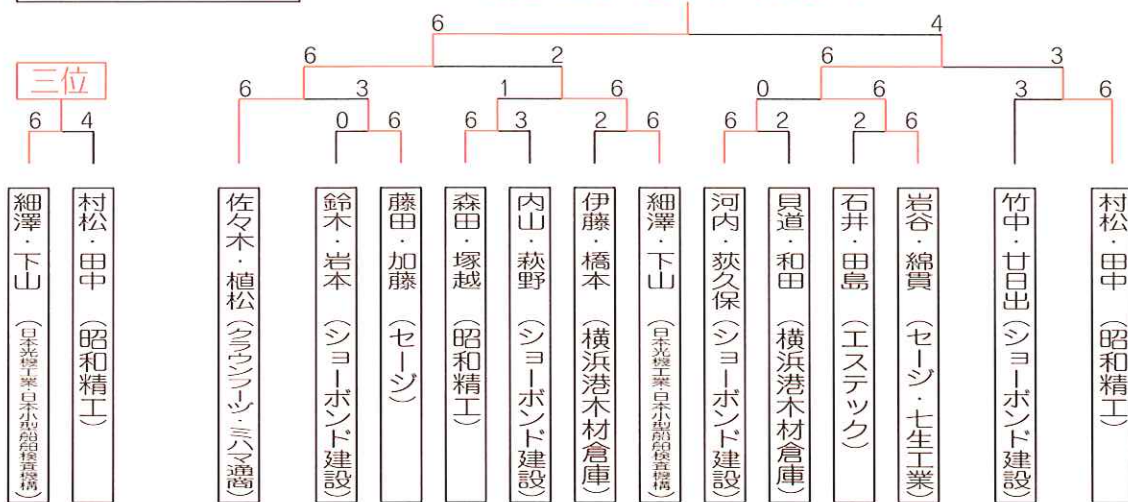 6 4
6 2 6 3
三位
6 3 1 6 0 6 3 6
6 4 0 6 6 3 2 6 6 2 2 6
細澤・下山（日本光機工業・日本小型船舶検査機構）
村松・田中（昭和精工）
佐々木・植松（クラウンフーヅ・ミハマ通商）
鈴木・岩本（ショーボンド建設）
藤田・加藤（セージ）
森田・塚越（昭和精工）
内山・萩野（ショーボンド建設）
伊藤・橋本（横浜港木材倉庫）
細澤・下山（日本光機工業・日本小型船舶検査機構）
河内・荻久保（ショーボンド建設）
貝道・和田（横浜港木材倉庫）
石井・田島（エステック）
岩谷・綿貫（セージ・七生工業）
竹中・廿日出（ショーボンド建設）
村松・田中（昭和精工）